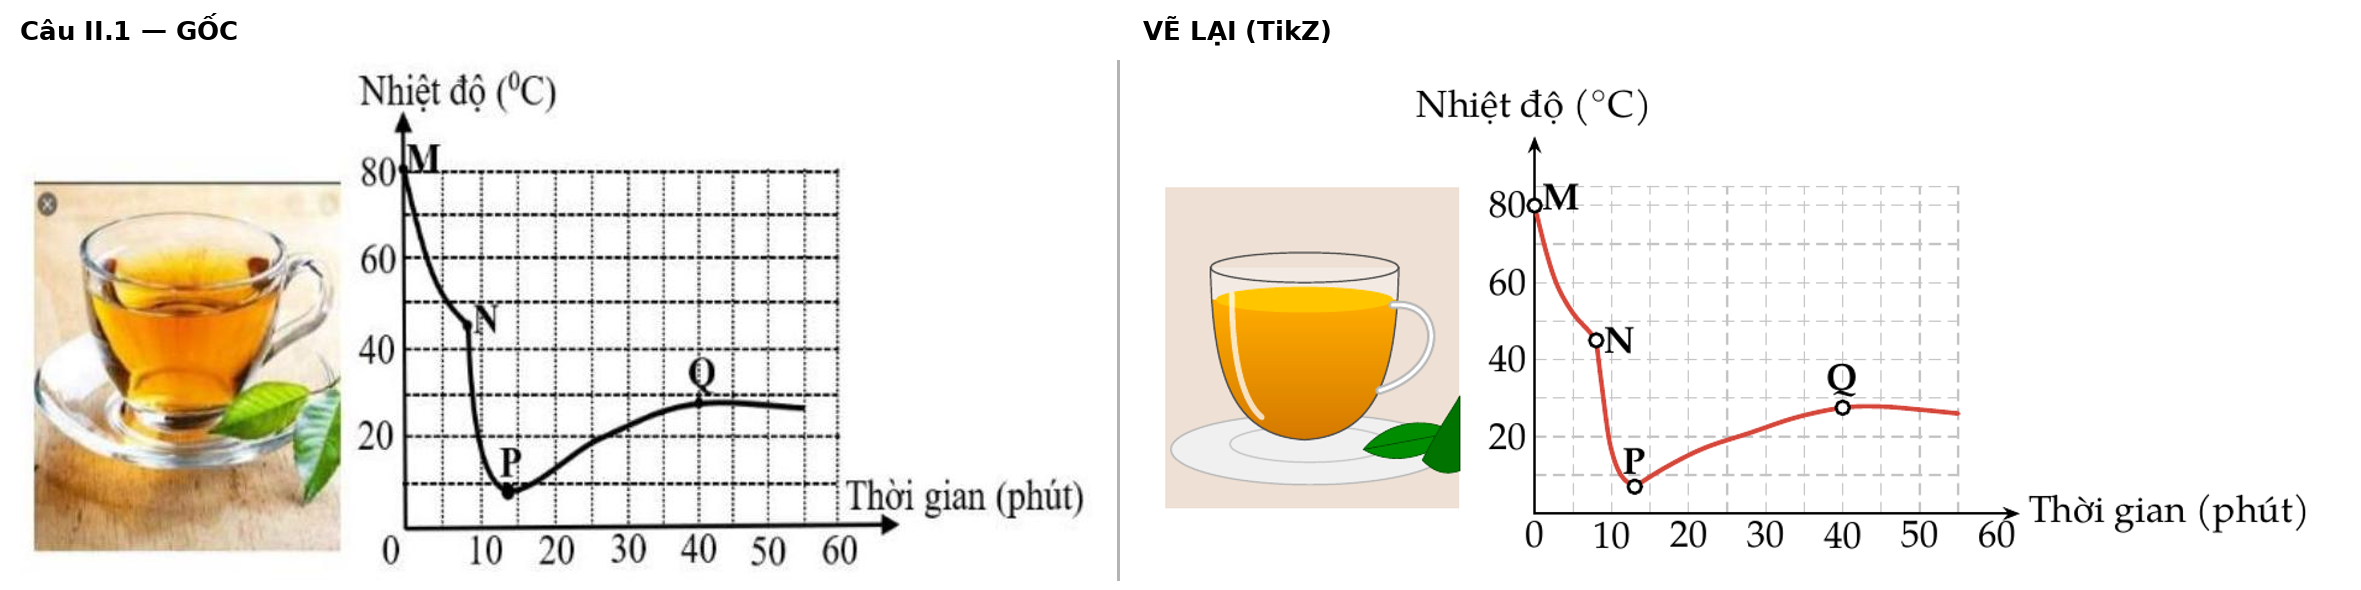 Câu II.1 — GỐC
Nhiệt độ (⁰C)
80
M
60
N
40
Q
20
P
Thời gian (phút)
0 10 20 30 40 50 60
VẼ LẠI (TikZ)
Nhiệt độ (°C)
80
M
60
N
40
Q
20
P
Thời gian (phút)
0 10 20 30 40 50 60